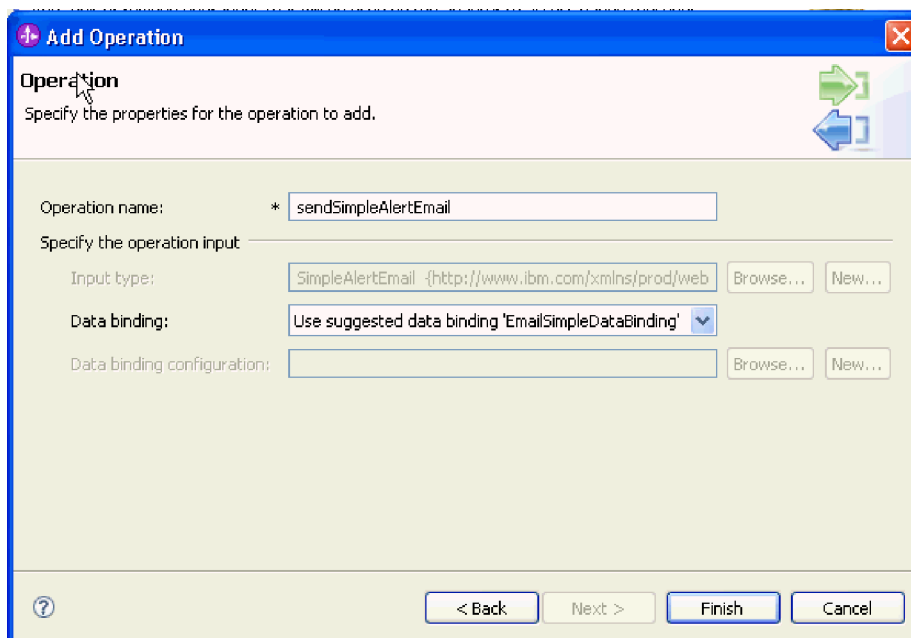 Add Operation
Operation
Specify the properties for the operation to add.
Operation name: * sendSimpleAlertEmail
Specify the operation input
Input type: SimpleAlertEmail {http://www.ibm.com/xmlns/prod/web Browse... New...
Data binding: Use suggested data binding 'EmailSimpleDataBinding'
Data binding configuration: Browse... New...
? < Back Next > Finish Cancel